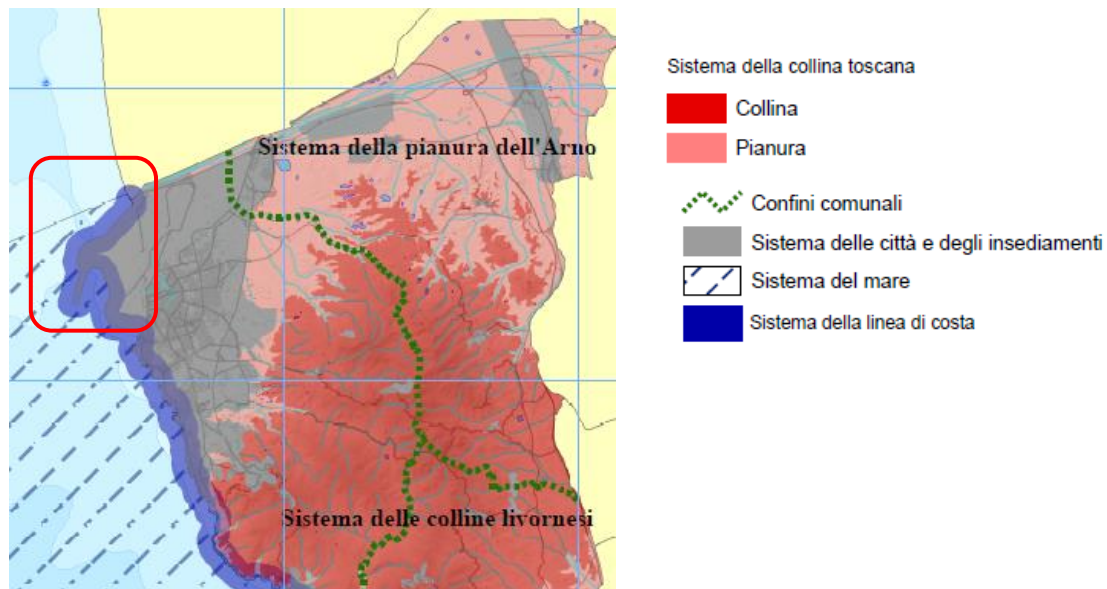 Sistema della pianura dell'Arno
Sistema delle colline livornesi
Sistema della collina toscana
Collina
Pianura
Confini comunali
Sistema delle città e degli insediamenti
Sistema del mare
Sistema della linea di costa